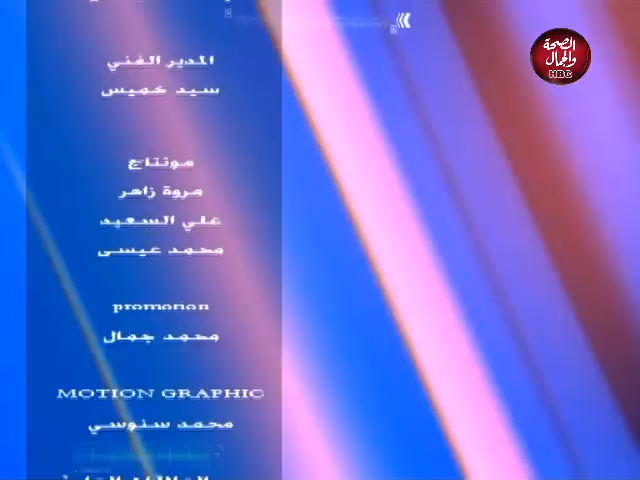 الصحة
والجمال
HBC
المدير الفني
سيد خميس
مونتاج
مروة زاهر
علي السعيد
محمد عيسى
promotion
محمد جمال
MOTION GRAPHIC
محمد سنوسي